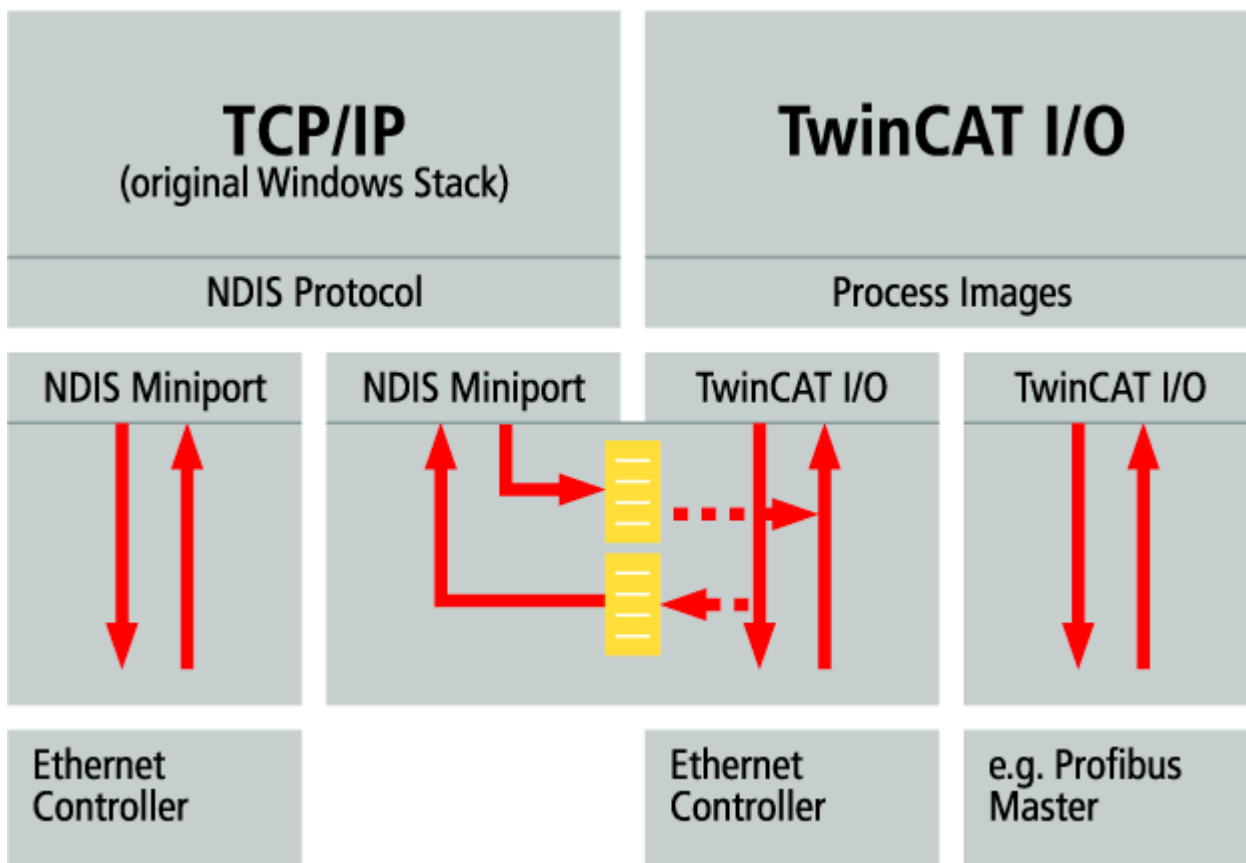 TCP/IP
(original Windows Stack)
NDIS Protocol
TwinCAT I/O
Process Images
NDIS Miniport
NDIS Miniport
TwinCAT I/O
TwinCAT I/O
Ethernet
Controller
Ethernet
Controller
e.g. Profibus
Master